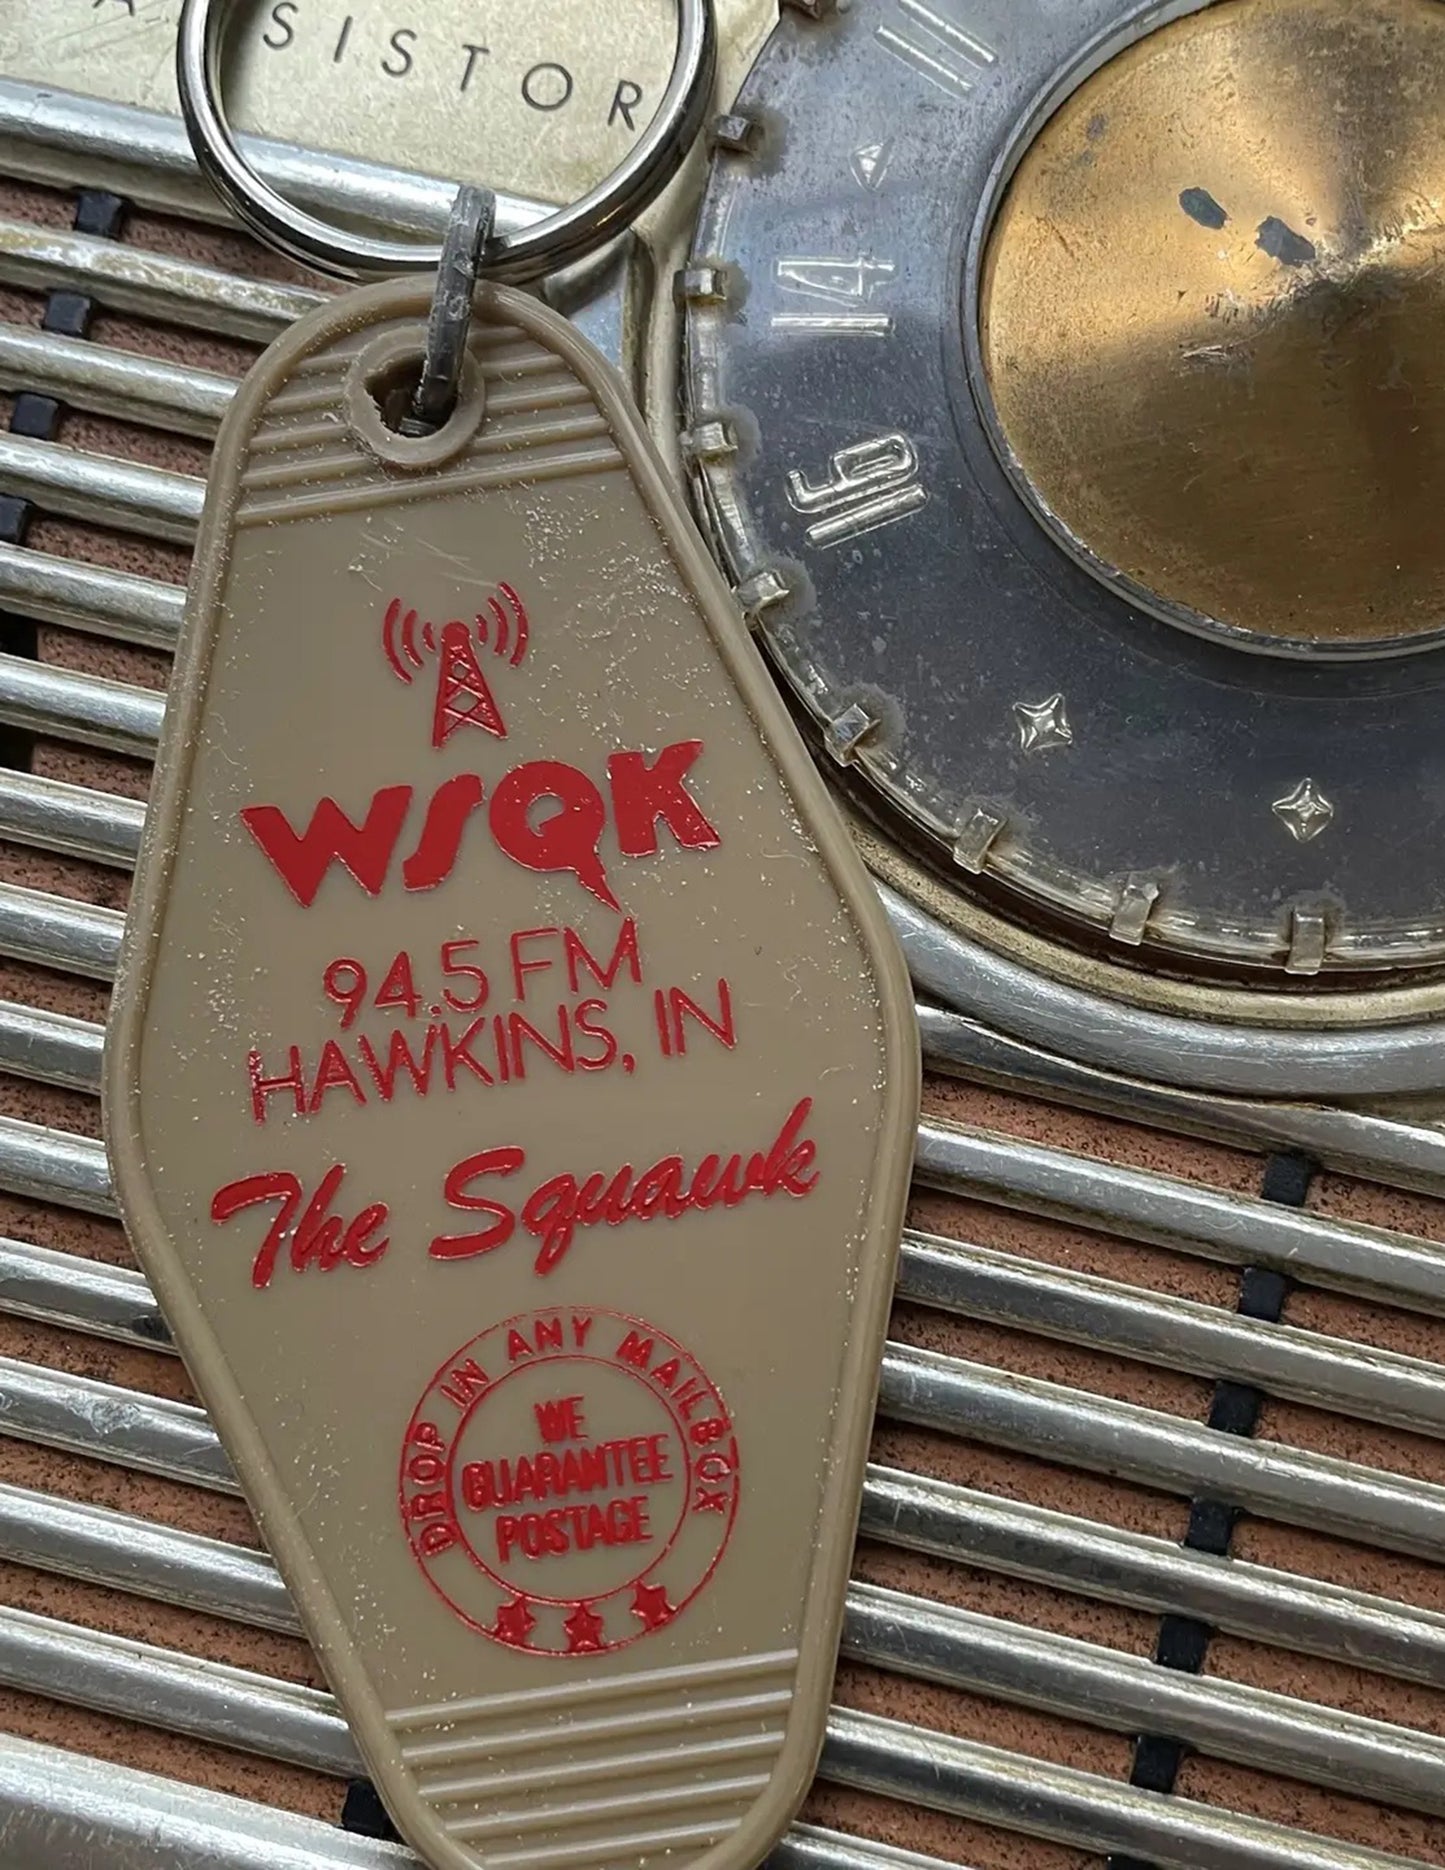 SISTOR
14
16
WSQK
94.5 FM
HAWKINS, IN
The Squawk
DROP IN ANY MAILBOX
WE
GUARANTEE
POSTAGE